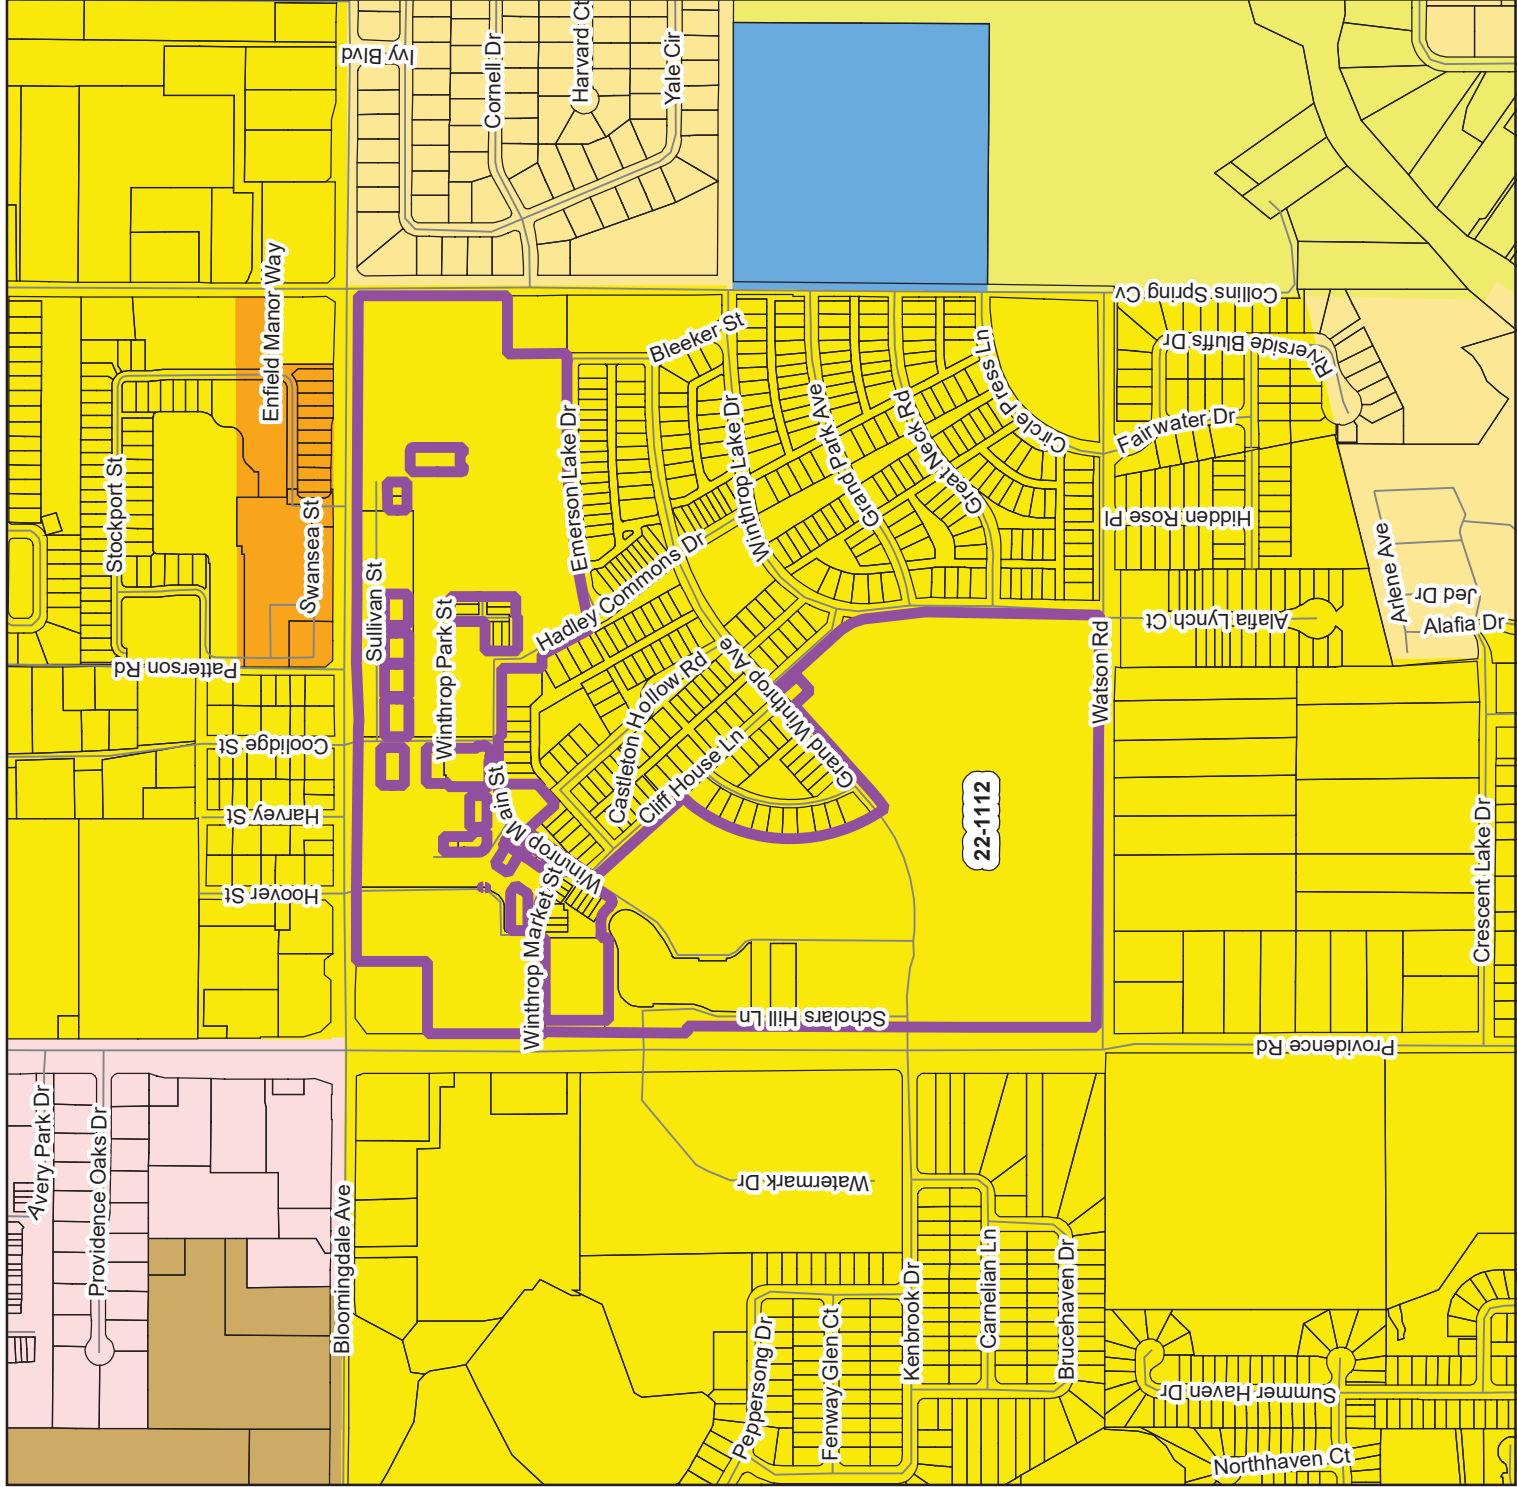 Ivy Blvd
Cornell Dr
Harvard Ct
Yale Cir
Enfield Manor Way
Collins Spring Cv
Bleeker St
Riverside Bluffs Dr
Circle Press Ln
Fairwater Dr
Stockport St
Emerson Lake Dr
Winthrop Lake Dr
Grand Park Ave
Great Neck Rd
Hidden Rose Pl
Swansea St
Sullivan St
Winthrop Park St
Hadley Commons Dr
Arlene Ave
Jed Dr
Alafia Lynch Ct
Alafia Dr
Patterson Rd
Watson Rd
Castleton Hollow Rd
Grand Winthrop Ave
Coolidge St
Cliff House Ln
Winthrop Main St
Harvey St
22-1112
Hoover St
Crescent Lake Dr
Winthrop Market St
Scholars Hill Ln
Providence Rd
Avery Park Dr
Providence Oaks Dr
Watermark Dr
Bloomingdale Ave
Kenbrook Dr
Carnelian Ln
Brucehaven Dr
Peppersong Dr
Fenway Glen Ct
Summer Haven Dr
Northhaven Ct